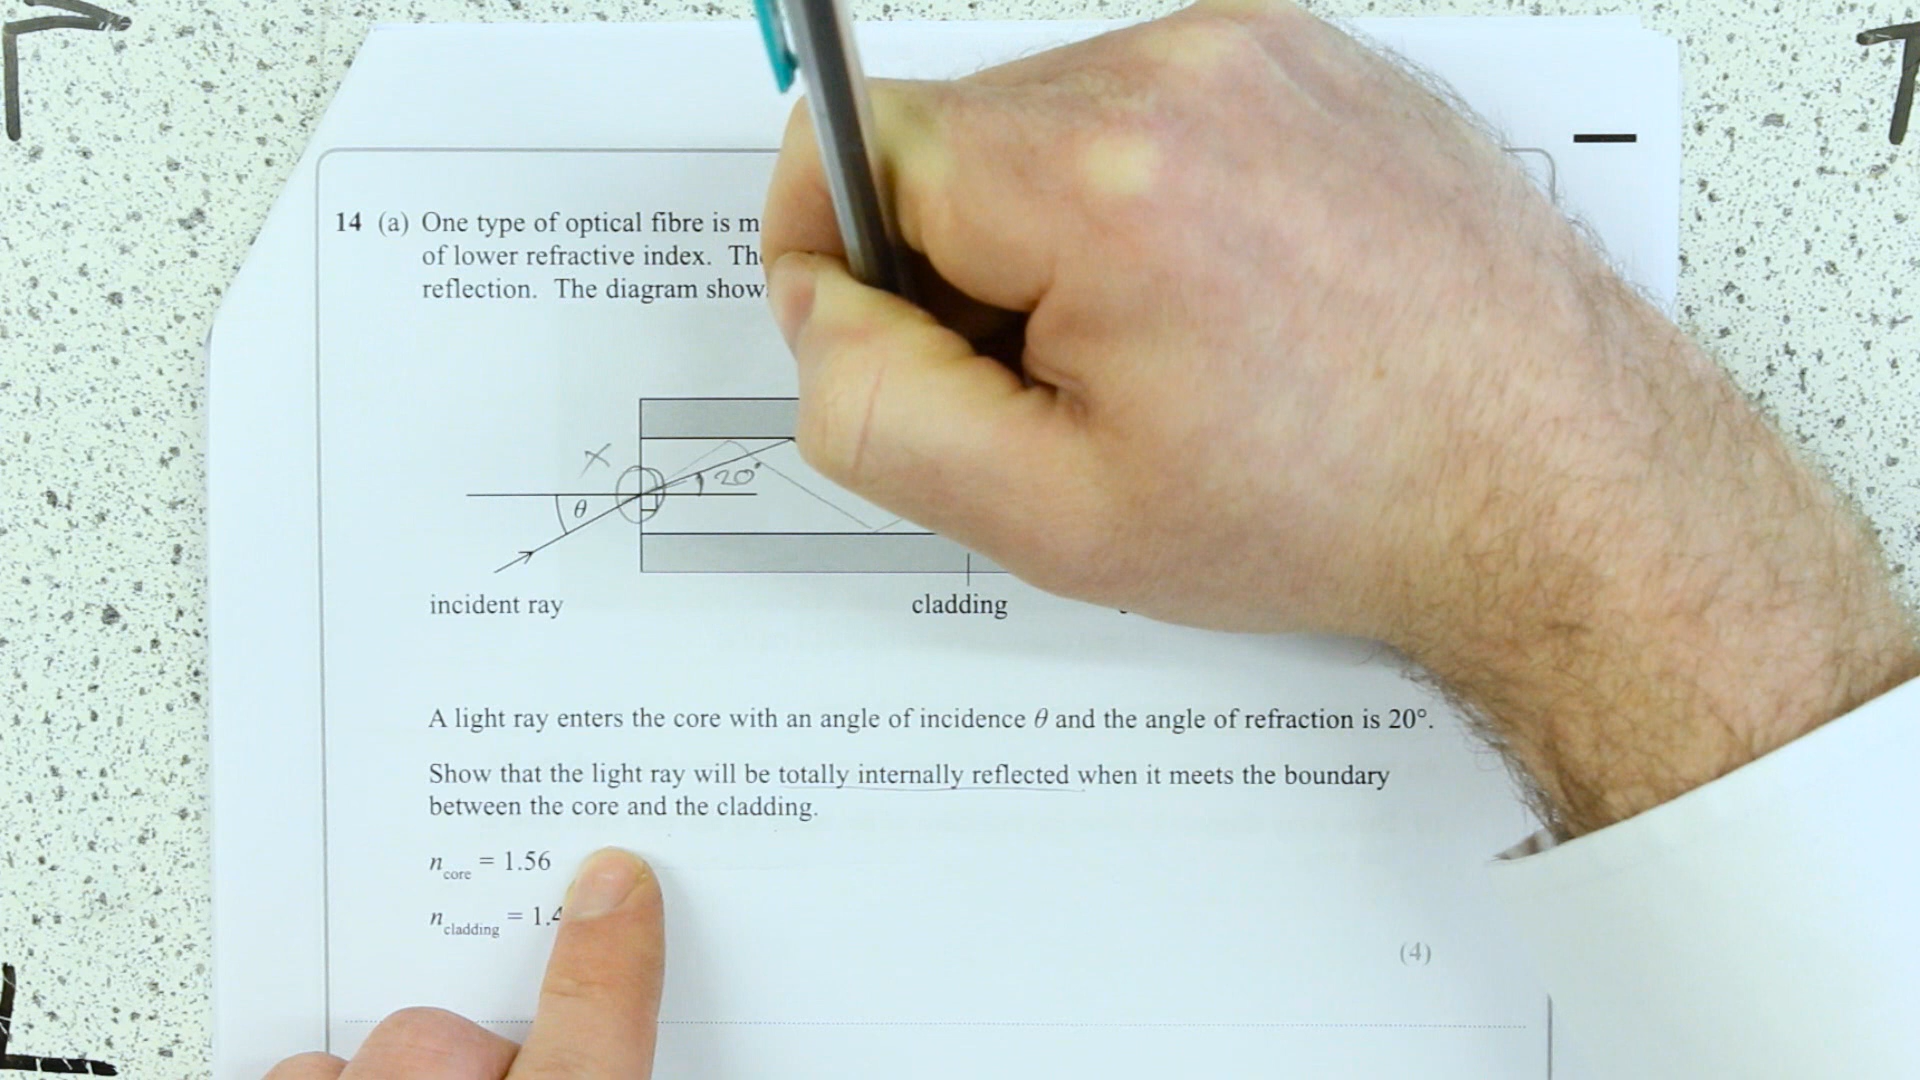 14 (a) One type of optical fibre is
of lower refractive index.
reflection. The diagram
X
20°
θ
incident ray
cladding
A light ray enters the core with an angle of incidence θ and the angle of refraction is 20°.
Show that the light ray will be totally internally reflected when it meets the boundary
between the core and the cladding.
n core = 1.56
n cladding = 1.4
(4)